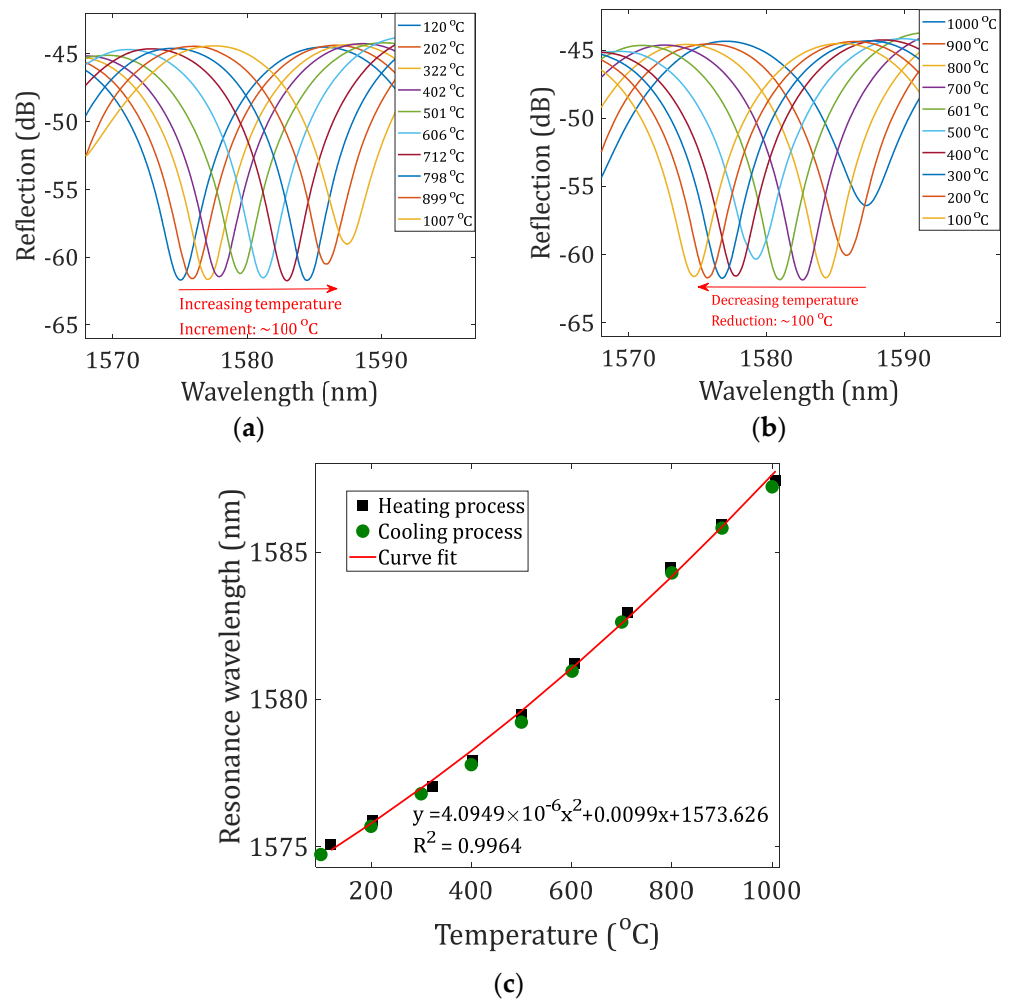 -45
-50
-55
-60
-65
Reflection (dB)
120 °C
202 °C
322 °C
402 °C
501 °C
606 °C
712 °C
798 °C
899 °C
1007 °C
Increasing temperature
Increment: ~100 °C
1570 1580 1590
Wavelength (nm)
(a)
-45
-50
-55
-60
-65
Reflection (dB)
1000 °C
900 °C
800 °C
700 °C
601 °C
500 °C
400 °C
300 °C
200 °C
100 °C
Decreasing temperature
Reduction: ~100 °C
1570 1580 1590
Wavelength (nm)
(b)
Resonance wavelength (nm)
1585
1580
1575
Heating process
Cooling process
Curve fit
y =4.0949×10⁻⁶x²+0.0099x+1573.626
R² = 0.9964
200 400 600 800 1000
Temperature (°C)
(c)